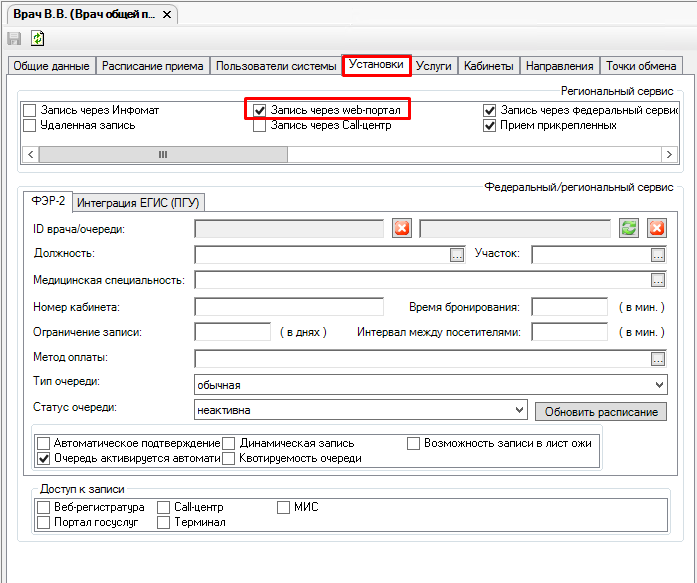 Врач В.В. (Врач общей п...
Общие данные Расписание приема Пользователи системы Установки Услуги Кабинеты Направления Точки обмена
Региональный сервис
Запись через Инфомат Запись через web-портал Запись через федеральный сервис
Удаленная запись Запись через Call-центр Прием прикрепленных
Федеральный/региональный сервис
ФЭР-2 Интеграция ЕГИС (ПГУ)
ID врача/очереди:
Должность: ... Участок: ...
Медицинская специальность: ...
Номер кабинета: Время бронирования: ( в мин. )
Ограничение записи: ( в днях ) Интервал между посетителями: ( в мин. )
Метод оплаты: ...
Тип очереди: обычная
Статус очереди: неактивна Обновить расписание
Автоматическое подтверждение Динамическая запись Возможность записи в лист ожи
Очередь активируется автомати Квотируемость очереди
Доступ к записи
Веб-регистратура Call-центр МИС
Портал госуслуг Терминал